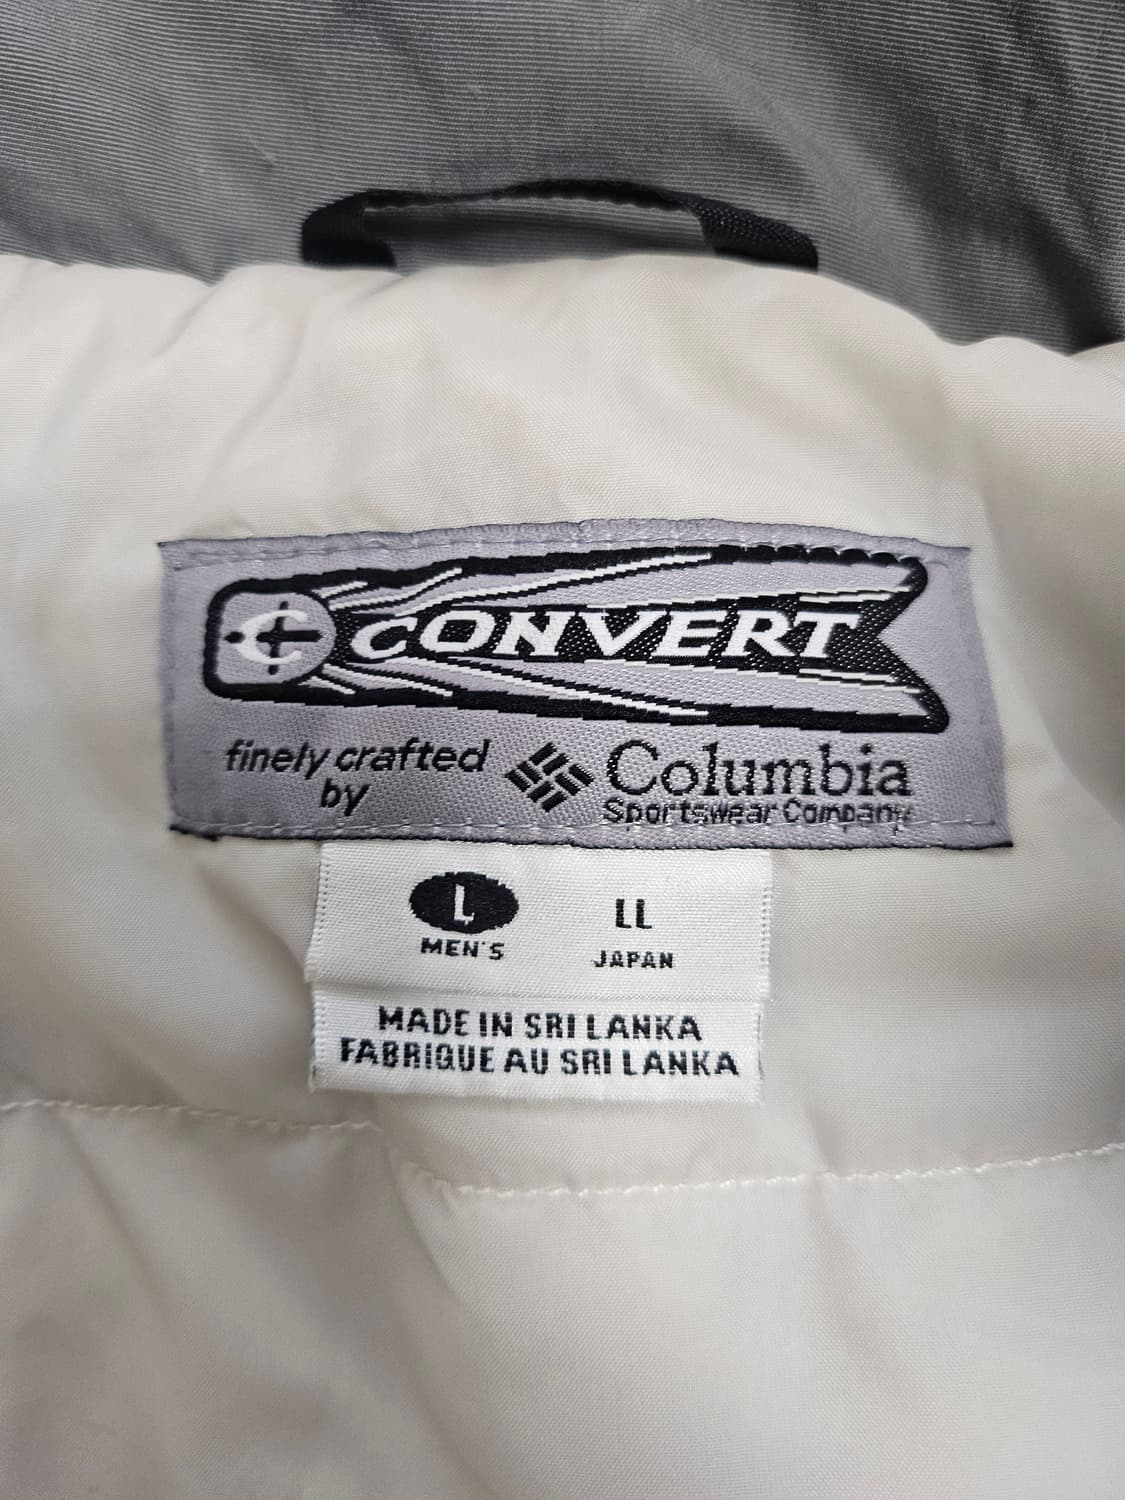 C CONVERT
finely crafted
by
Columbia
Sportswear Company
L LL
MEN'S JAPAN
MADE IN SRI LANKA
FABRIQUE AU SRI LANKA